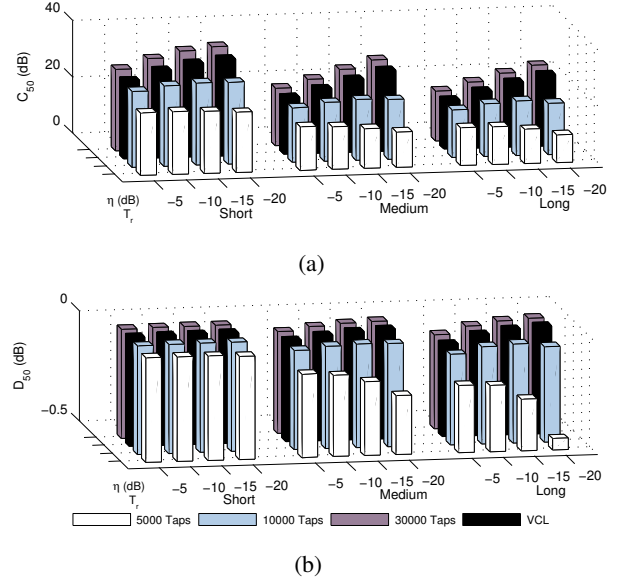 40
20
0
C50 (dB)
η (dB)
Tr
−5
−10
−15
−20
−5
−10
−15
−20
−5
−10
−15
−20
Short
Medium
Long
(a)
0
−0.5
D50 (dB)
η (dB)
Tr
−5
−10
−15
−20
−5
−10
−15
−20
−5
−10
−15
−20
Short
Medium
Long
5000 Taps
10000 Taps
30000 Taps
VCL
(b)